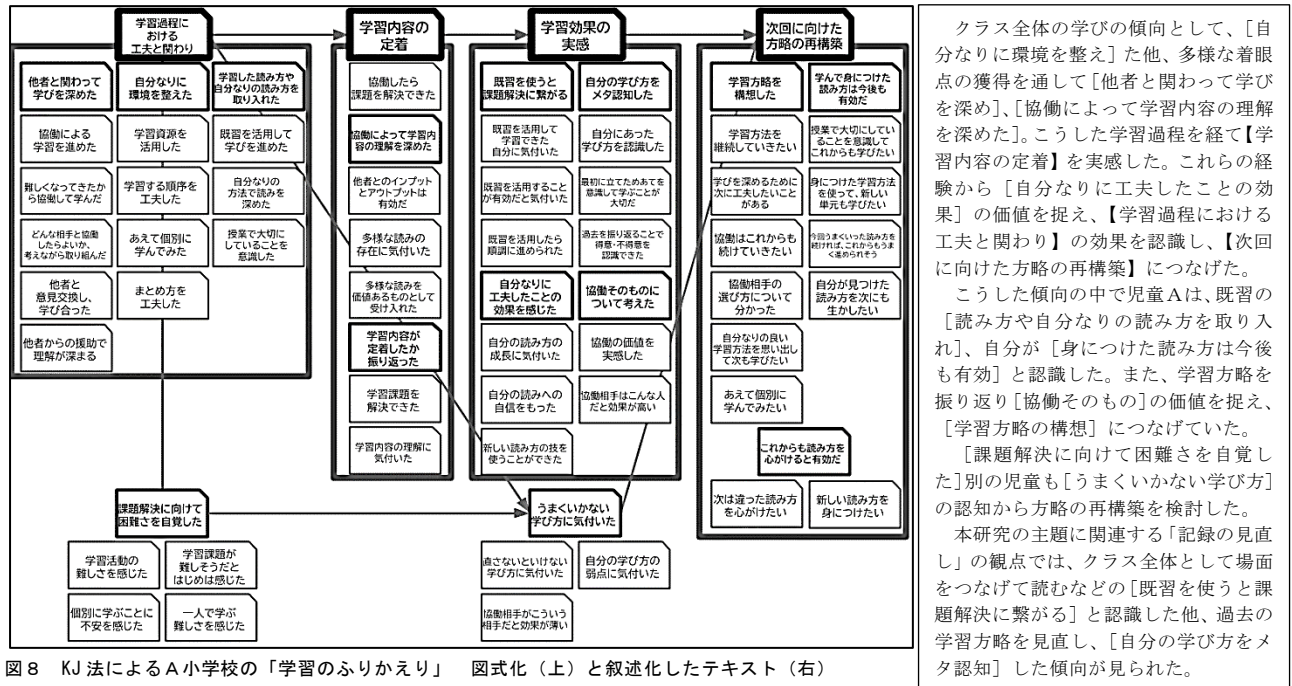 学習過程に
おける
工夫と関わり
学習内容の
定着
学習効果の
実感
次回に向けた
方略の再構築
他者と関わって
学びを深めた
協働による
学習を進めた
難しくなってきたか
ら協働して学んだ
どんな相手と協働
したらよいか、
考えながら取り組んだ
他者と
意見交換し、
学び合った
他者からの援助で
理解が深まる
自分なりに
環境を整えた
学習資源を
活用した
学習する順序を
工夫した
あえて個別に
学んでみた
まとめ方を
工夫した
学習した読み方や
自分なりの読み方を
取り入れた
既習を活用して
学びを進めた
自分なりの
方法で読みを
深めた
授業で大切に
していることを
意識した
協働したら
課題を解決できた
協働によって学習内
容の理解を深めた
他者とのインプット
とアウトプットは
有効だ
多様な読みの
存在に気付いた
多様な読みを
価値あるものとして
受け入れた
学習内容が
定着したか
振り返った
学習課題を
解決できた
学習内容の理解に
気付いた
既習を使うと
課題解決に繋がる
既習を活用して
学習できた
自分に気付いた
既習を活用すること
が有効だと気付いた
既習を活用したら
順調に進められた
自分なりに
工夫したことの
効果を感じた
自分の読み方の
成長に気付いた
自分の読みへの
自信をもった
新しい読み方の技を
使うことができた
自分の学び方を
メタ認知した
自分にあった
学び方を認識した
最初に立てためあてを
意識して学ぶことが
大切だ
過去を振り返ることで
得意・不得意を
認識できた
協働そのものに
ついて考えた
協働の価値を
実感した
協働相手はこんな人
だと効果が高い
学習方略を
構想した
学習方法を
継続していきたい
学びを深めるために
次に工夫したいこと
がある
協働はこれからも
続けていきたい
協働相手の
選び方について
分かった
自分なりの良い
学習方法を思い出し
て次も学びたい
あえて個別に
学んでみたい
学んで身につけた
読み方は今後も
有効だ
授業で大切にしてい
ることを意識して
これからも学びたい
身につけた学習方法
を使って、新しい
単元も学びたい
今回うまくいった読み方を
続ければ、これからもうま
く進められそう
自分が見つけた
読み方を次にも
生かしたい
これからも読み方を
心がけると有効だ
次は違った読み方
を心がけたい
新しい読み方を
身につけたい
課題解決に向けて
困難さを自覚した
学習活動の
難しさを感じた
学習課題が
難しそうだと
はじめは感じた
個別に学ぶことに
不安を感じた
一人で学ぶ
難しさを感じた
うまくいかない
学び方に気付いた
直さないといけない
学び方に気付いた
自分の学び方の
弱点に気付いた
協働相手がこういう
相手だと効果が薄い
図8 KJ法によるA小学校の「学習のふりかえり」 図式化（上）と叙述化したテキスト（右）
クラス全体の学びの傾向として、［自
分なりに環境を整え］た他、多様な着眼
点の獲得を通して［他者と関わって学び
を深め］、［協働によって学習内容の理解
を深めた］。こうした学習過程を経て【学
習内容の定着】を実感した。これらの経
験から［自分なりに工夫したことの効
果］の価値を捉え、【学習過程における
工夫と関わり】の効果を認識し、【次回
に向けた方略の再構築】につなげた。
こうした傾向の中で児童Aは、既習の
［読み方や自分なりの読み方を取り入
れ］、自分が［身につけた読み方は今後
も有効］と認識した。また、学習方略を
振り返り［協働そのもの］の価値を捉え、
［学習方略の構想］につなげていた。
［課題解決に向けて困難さを自覚し
た］別の児童も［うまくいかない学び方］
の認知から方略の再構築を検討した。
本研究の主題に関連する「記録の見直
し」の観点では、クラス全体として場面
をつなげて読むなどの［既習を使うと課
題解決に繋がる］と認識した他、過去の
学習方略を見直し、［自分の学び方をメ
タ認知］した傾向が見られた。